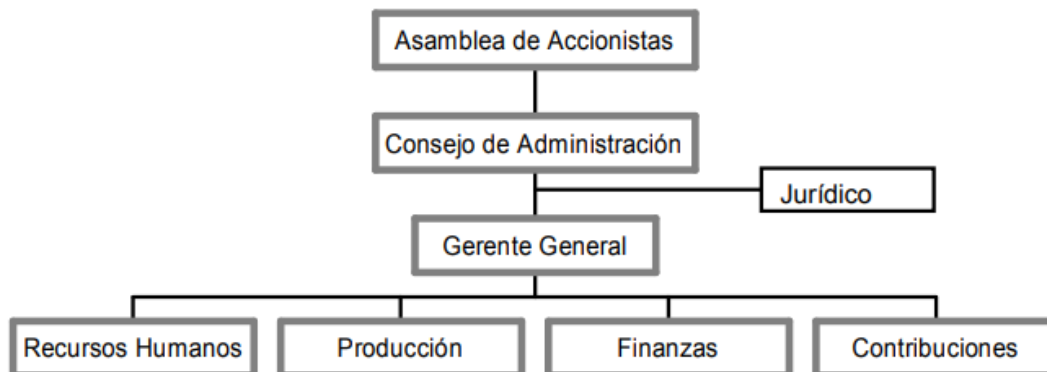 Asamblea de Accionistas
Consejo de Administración
Jurídico
Gerente General
Recursos Humanos
Producción
Finanzas
Contribuciones